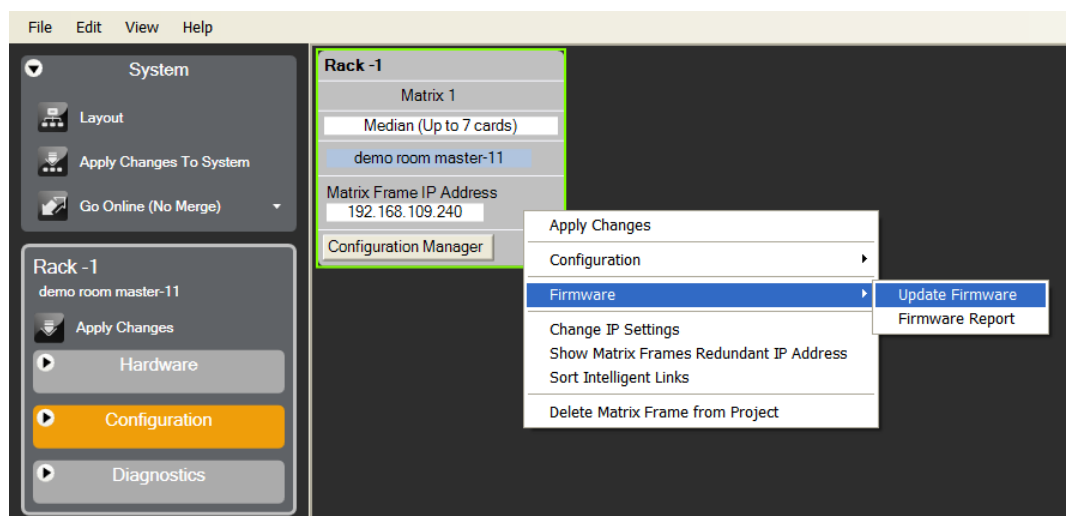 File Edit View Help
System
Layout
Apply Changes To System
Go Online (No Merge)
Rack -1
demo room master-11
Apply Changes
Hardware
Configuration
Diagnostics
Rack -1
Matrix 1
Median (Up to 7 cards)
demo room master-11
Matrix Frame IP Address
192.168.109.240
Configuration Manager
Apply Changes
Configuration
Firmware
Change IP Settings
Show Matrix Frames Redundant IP Address
Sort Intelligent Links
Delete Matrix Frame from Project
Update Firmware
Firmware Report